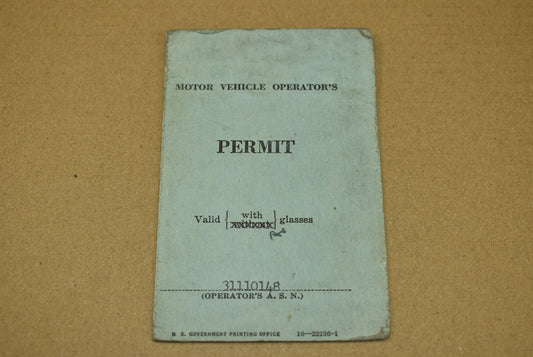 MOTOR VEHICLE OPERATOR'S
PERMIT
Valid { with without } glasses
31110148
(OPERATOR'S A. S. N.)
U. S. GOVERNMENT PRINTING OFFICE 16—22236-1